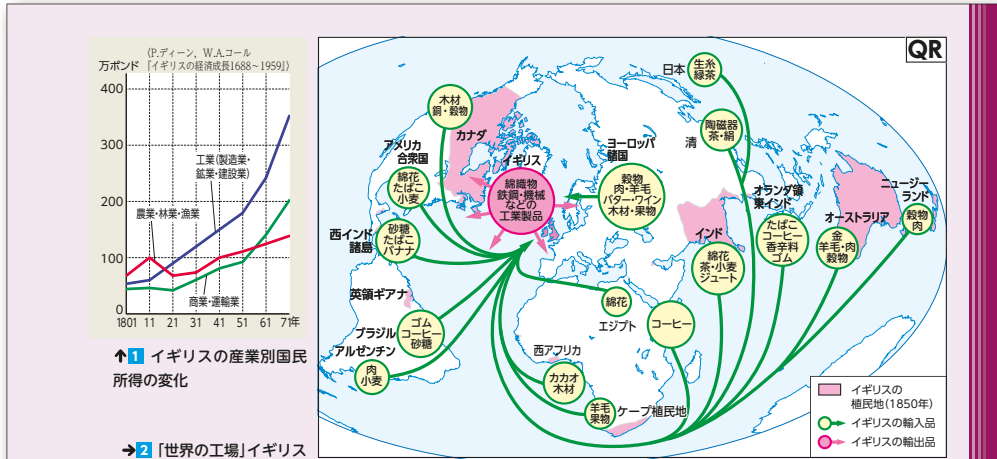 〈P.ディーン、W.A.コール
『イギリスの経済成長1688~1959』〉
万ポンド
400
300
200
100
0
1801 11 21 31 41 51 61 71年
工業(製造業・
鉱業・建設業)
農業・林業・漁業
商業・運輸業
↑1 イギリスの産業別国民
所得の変化
→2 「世界の工場」イギリス
QR
日本
生糸
緑茶
木材
銅・穀物
カナダ
清
陶磁器
茶・絹
アメリカ
合衆国
綿花
たばこ
小麦
イギリス
綿織物
鉄鋼・機械
などの
工業製品
ヨーロッパ
諸国
穀物
肉・羊毛
バター・ワイン
木材・果物
西インド
諸島
砂糖
たばこ
バナナ
インド
綿花
茶・小麦
ジュート
オランダ領
東インド
たばこ
コーヒー
香辛料
ゴム
オーストラリア
金
羊毛・肉
穀物
ニュージー
ランド
穀物
肉
英領ギアナ
ブラジル
ゴム
コーヒー
砂糖
アルゼンチン
肉
小麦
綿花
エジプト
コーヒー
西アフリカ
カカオ
木材
羊毛
果物
ケープ植民地
イギリスの
植民地(1850年)
イギリスの輸入品
イギリスの輸出品